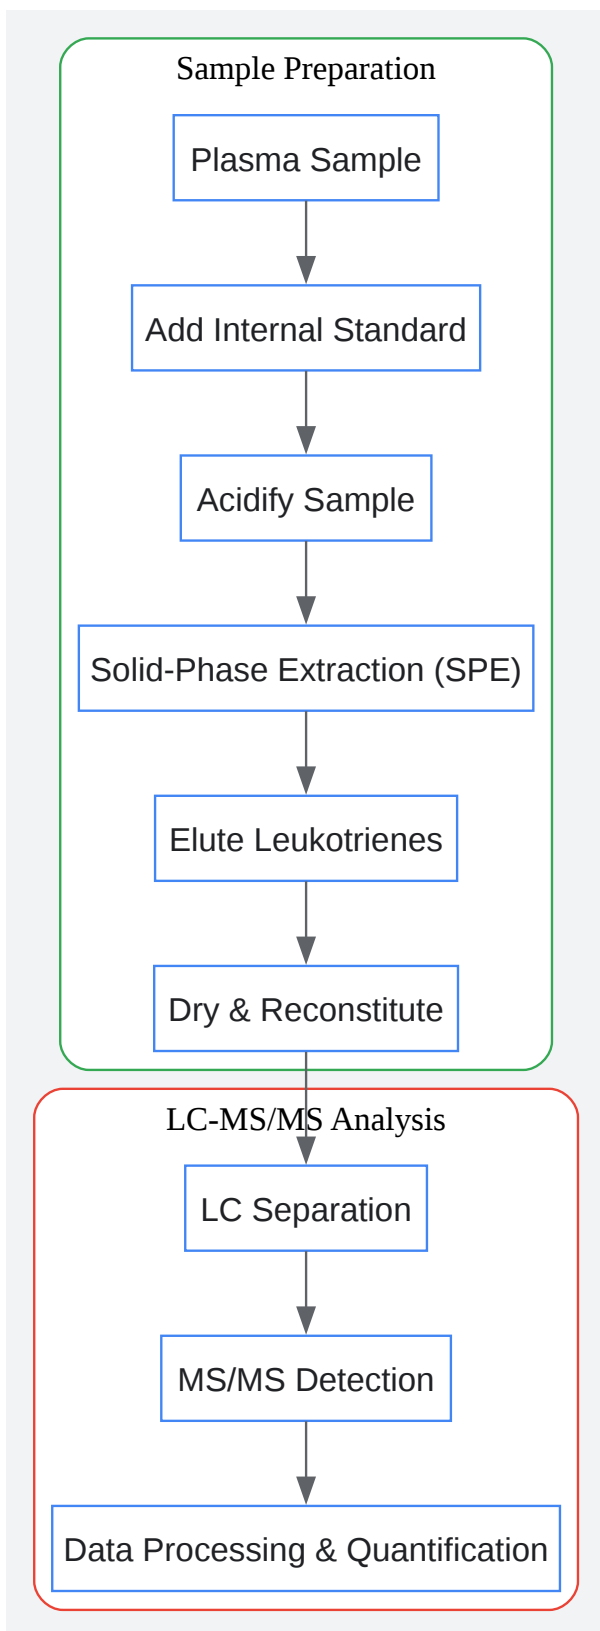 Sample Preparation
Plasma Sample
Add Internal Standard
Acidify Sample
Solid-Phase Extraction (SPE)
Elute Leukotrienes
Dry & Reconstitute
LC-MS/MS Analysis
LC Separation
MS/MS Detection
Data Processing & Quantification